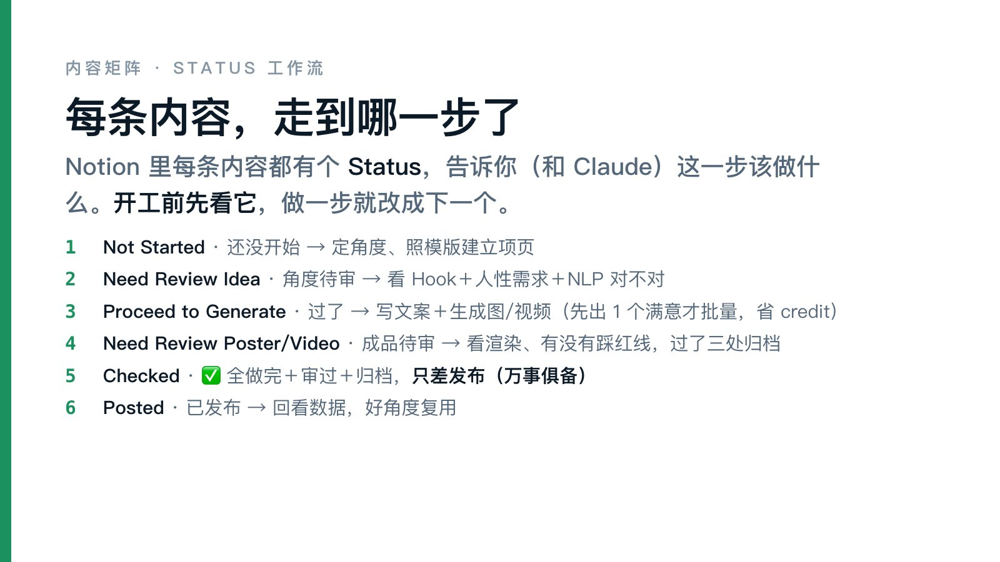 内容矩阵 · STATUS 工作流
每条内容，走到哪一步了
Notion 里每条内容都有个 Status，告诉你（和 Claude）这一步该做什
么。开工前先看它，做一步就改成下一个。
1 Not Started · 还没开始 → 定角度、照模版建立项页
2 Need Review Idea · 角度待审 → 看 Hook＋人性需求＋NLP 对不对
3 Proceed to Generate · 过了 → 写文案＋生成图/视频（先出 1 个满意才批量，省 credit）
4 Need Review Poster/Video · 成品待审 → 看渲染、有没有踩红线，过了三处归档
5 Checked · ✅ 全做完＋审过＋归档，只差发布（万事俱备）
6 Posted · 已发布 → 回看数据，好角度复用